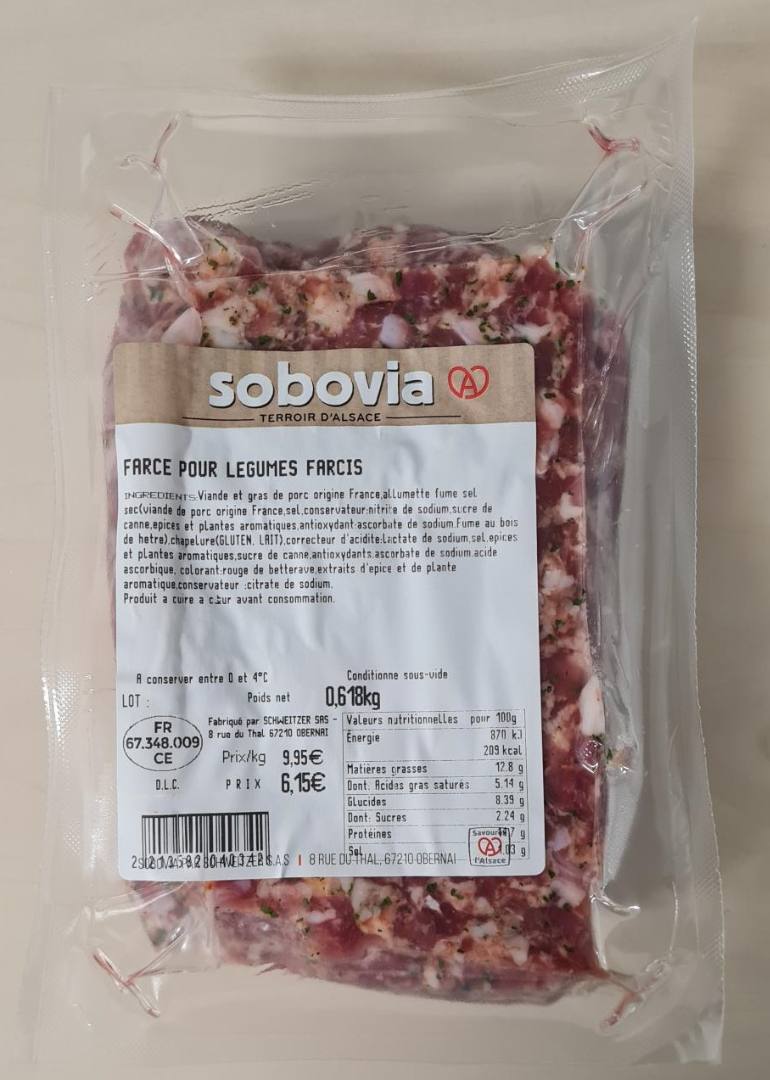 sobovia
TERROIR D'ALSACE
FARCE POUR LEGUMES FARCIS
INGREDIENTS:Viande et gras de porc origine France,allumette fume sel
sec(viande de porc origine France,sel,conservateur:nitrite de sodium,sucre de
canne,epices et plantes aromatiques,antioxydant:ascorbate de sodium.Fume au bois
de hetre),chapelure(GLUTEN, LAIT),correcteur d'acidite:Lactate de sodium,sel,epices
et plantes aromatiques,sucre de canne,antioxydants:ascorbate de sodium,acide
ascorbique, colorant:rouge de betterave,extraits d'epice et de plante
aromatique,conservateur :citrate de sodium.
Produit a cuire a cœur avant consommation.
A conserver entre 0 et 4°C
Conditionne sous-vide
LOT :
Poids net
0,618kg
FR
67.348.009
CE
Fabriqué par SCHWEITZER SAS -
8 rue du Thal 67210 OBERNAI
Prix/kg 9,95€
D.L.C.
PRIX 6,15€
Valeurs nutritionnelles pour 100g
Énergie 870 kJ
209 kcal
Matières grasses 12.8 g
Dont: Acides gras saturés 5.14 g
Glucides 8.39 g
Dont: Sucres 2.24 g
Protéines g
Sel g
Savourez
l'Alsace
S.A.S | 8 RUE DU THAL, 67210 OBERNAI